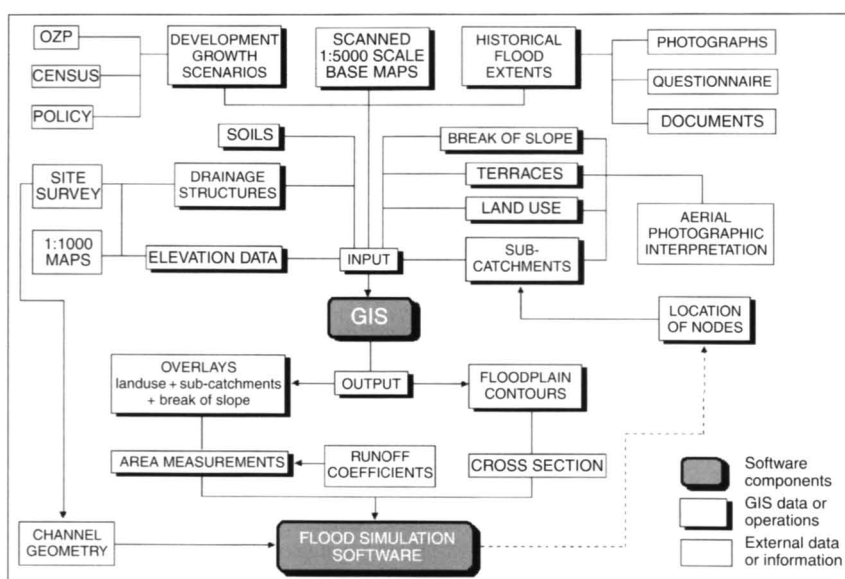 OZP
CENSUS
POLICY
DEVELOPMENT
GROWTH
SCENARIOS
SCANNED
1:5000 SCALE
BASE MAPS
HISTORICAL
FLOOD
EXTENTS
PHOTOGRAPHS
QUESTIONNAIRE
DOCUMENTS
SOILS
BREAK OF SLOPE
SITE
SURVEY
DRAINAGE
STRUCTURES
TERRACES
LAND USE
AERIAL
PHOTOGRAPHIC
INTERPRETATION
1:1000
MAPS
ELEVATION DATA
INPUT
SUB-
CATCHMENTS
GIS
LOCATION
OF NODES
OVERLAYS
landuse + sub-catchments
+ break of slope
OUTPUT
FLOODPLAIN
CONTOURS
AREA MEASUREMENTS
RUNOFF
COEFFICIENTS
CROSS SECTION
CHANNEL
GEOMETRY
FLOOD SIMULATION
SOFTWARE
Software
components
GIS data or
operations
External data
or information